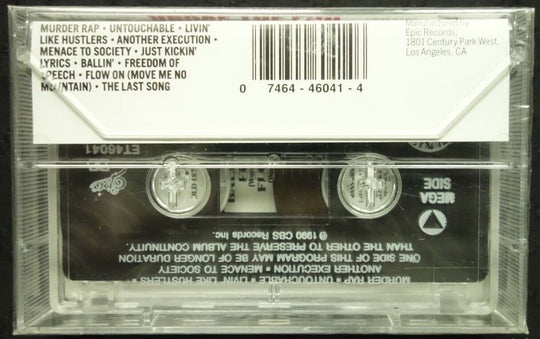 MURDER RAP • UNTOUCHABLE • LIVIN'
LIKE HUSTLERS • ANOTHER EXECUTION •
MENACE TO SOCIETY • JUST KICKIN'
LYRICS • BALLIN' • FREEDOM OF
SPEECH • FLOW ON (MOVE ME NO
MOUNTAIN) • THE LAST SONG
Manufactured by
Epic Records,
1801 Century Park West,
Los Angeles, CA
0 7464-46041-4
ET46041
Epic
MEGA
SIDE
MURDER RAP • UNTOUCHABLE • LIVIN' LIKE HUSTLERS •
ANOTHER EXECUTION • MENACE TO SOCIETY
ONE SIDE OF THIS PROGRAM MAY BE OF LONGER DURATION
THAN THE OTHER TO PRESERVE THE ALBUM CONTINUITY.
℗ 1990 CBS Records Inc.